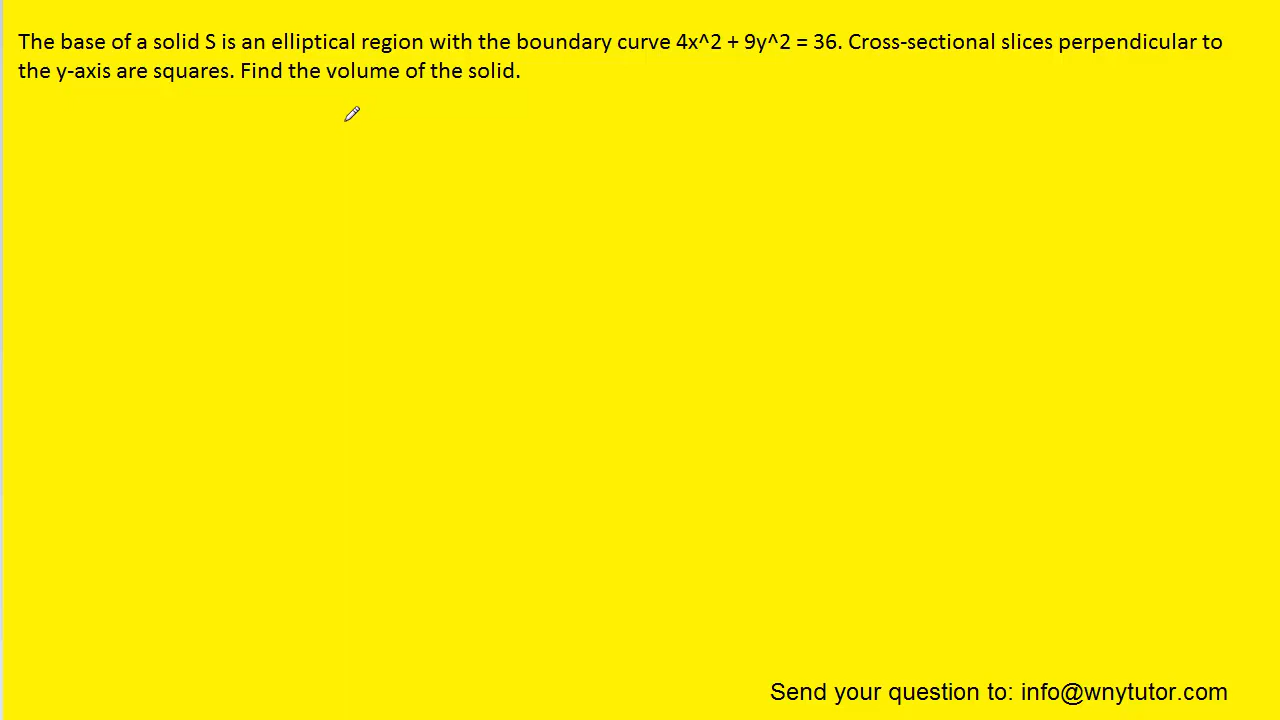 The base of a solid S is an elliptical region with the boundary curve 4x^2 + 9y^2 = 36. Cross-sectional slices perpendicular to
the y-axis are squares. Find the volume of the solid.
Send your question to: info@wnytutor.com